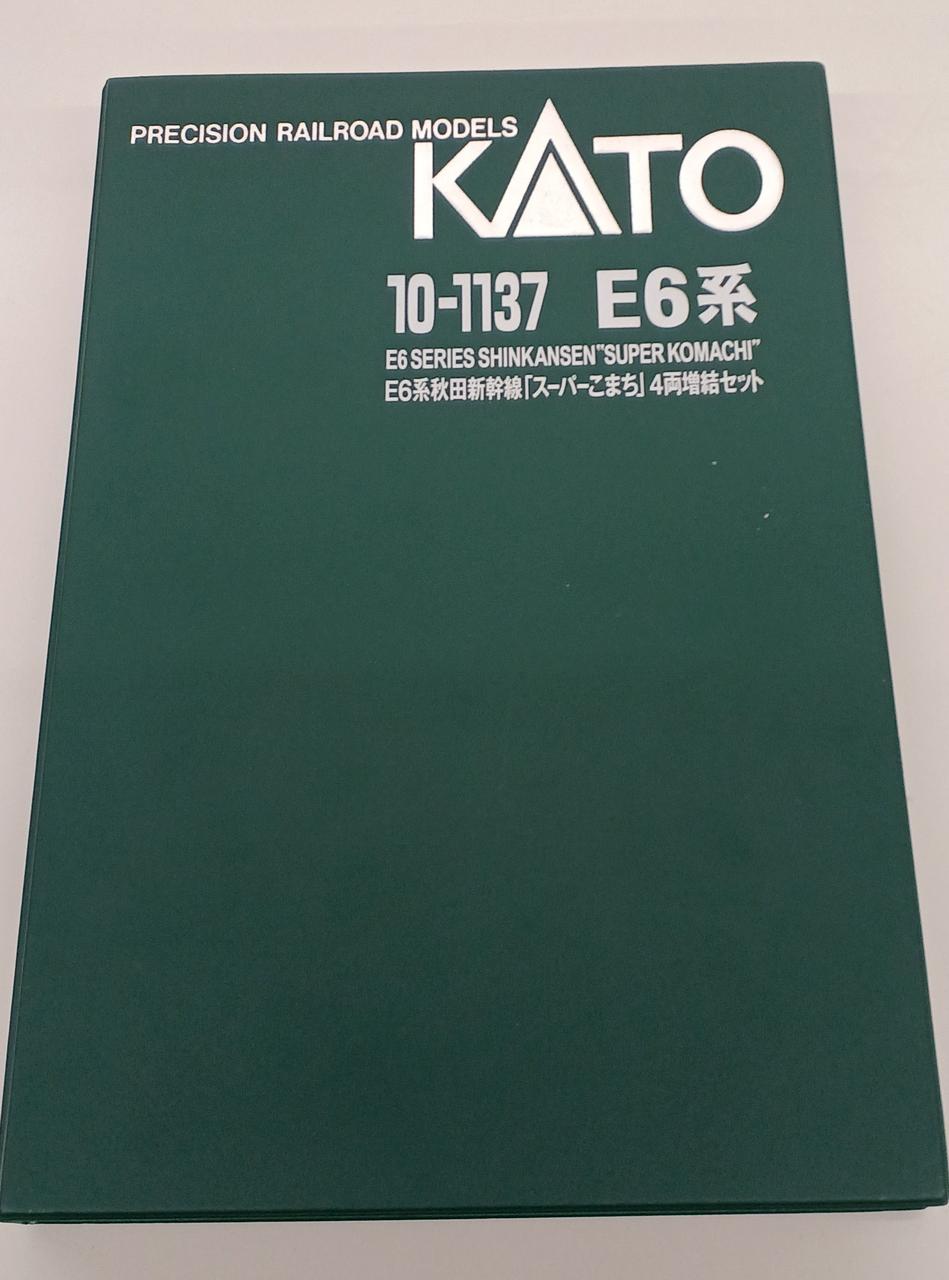 PRECISION RAILROAD MODELS
KATO
10-1137 E6系
E6 SERIES SHINKANSEN"SUPER KOMACHI"
E6系秋田新幹線「スーパーこまち」4両増結セット